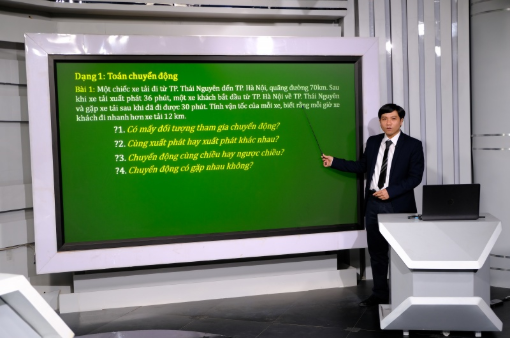 Dạng 1: Toán chuyển động
Bài 1: Một chiếc xe tải đi từ TP. Thái Nguyên đến TP. Hà Nội, quãng đường 70km. Sau
khi xe tải xuất phát 36 phút, một xe khách bắt đầu từ TP. Hà Nội về TP. Thái Nguyên
và gặp xe tải sau khi đã đi được 30 phút. Tính vận tốc của mỗi xe, biết rằng mỗi giờ xe
khách đi nhanh hơn xe tải 12 km.
?1. Có mấy đối tượng tham gia chuyển động?
?2. Cùng xuất phát hay xuất phát khác nhau?
?3. Chuyển động cùng chiều hay ngược chiều?
?4. Chuyển động có gặp nhau không?